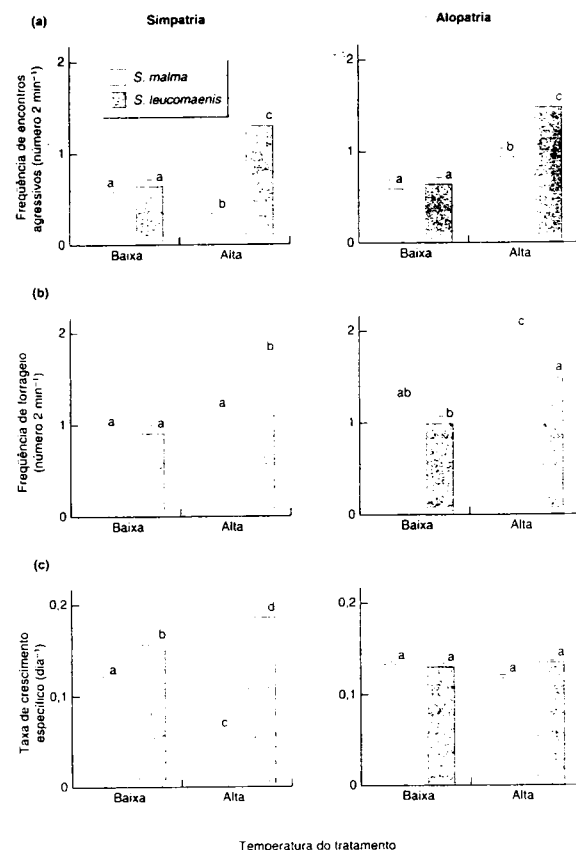 (a)
Simpatria
Alopatria
Frequência de encontros
agressivos (número 2 min⁻¹)
2
1
0
S. malma
S. leucomaenis
a
a
b
c
Baixa
Alta
2
1
0
a
a
b
c
Baixa
Alta
(b)
Freqüência de forrageio
(número 2 min⁻¹)
2
1
0
a
a
a
b
Baixa
Alta
2
1
0
ab
b
c
a
Baixa
Alta
(c)
Taxa de crescimento
específico (dia⁻¹)
0,2
0,1
0
a
b
c
d
Baixa
Alta
0,2
0,1
0
a
a
a
a
Baixa
Alta
Temperatura do tratamento